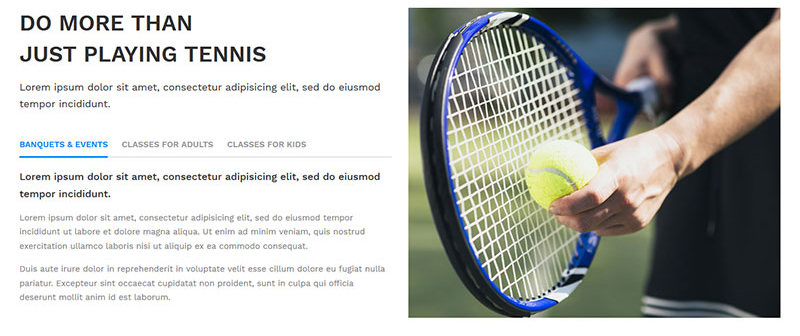 DO MORE THAN
JUST PLAYING TENNIS
Lorem ipsum dolor sit amet, consectetur adipisicing elit, sed do eiusmod
tempor incididunt.
BANQUETS & EVENTS CLASSES FOR ADULTS CLASSES FOR KIDS
Lorem ipsum dolor sit amet, consectetur adipisicing elit, sed do eiusmod
tempor incididunt.
Lorem ipsum dolor sit amet, consectetur adipisicing elit, sed do eiusmod tempor
incididunt ut labore et dolore magna aliqua. Ut enim ad minim veniam, quis nostrud
exercitation ullamco laboris nisi ut aliquip ex ea commodo consequat.
Duis aute irure dolor in reprehenderit in voluptate velit esse cillum dolore eu fugiat nulla
pariatur. Excepteur sint occaecat cupidatat non proident, sunt in culpa qui officia
deserunt mollit anim id est laborum.